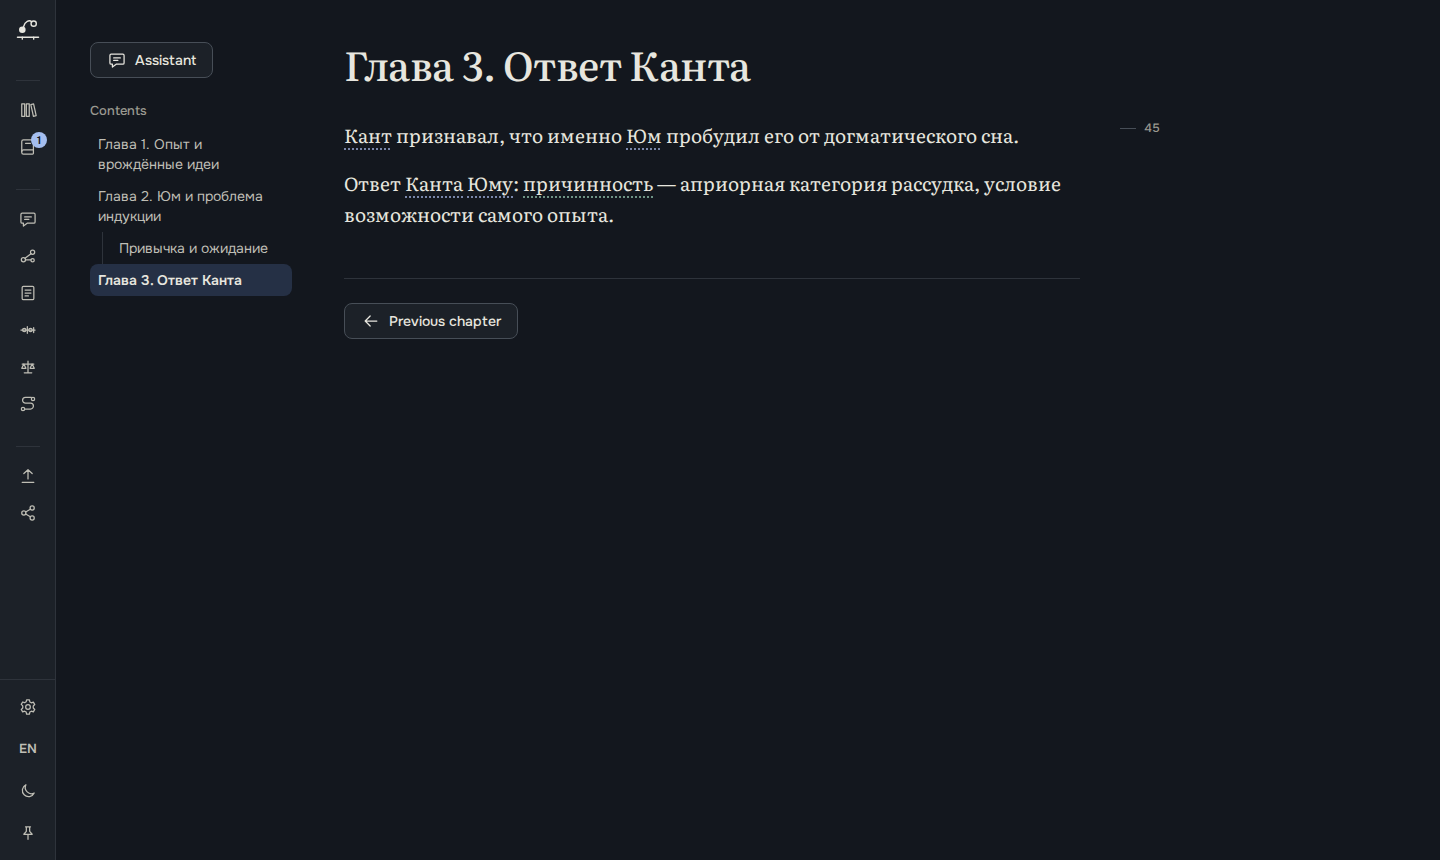 1
EN
Assistant
Contents
Глава 1. Опыт и
врождённые идеи
Глава 2. Юм и проблема
индукции
Привычка и ожидание
Глава 3. Ответ Канта
Глава 3. Ответ Канта
Кант признавал, что именно Юм пробудил его от догматического сна.
45
Ответ Канта Юму: причинность — априорная категория рассудка, условие
возможности самого опыта.
Previous chapter